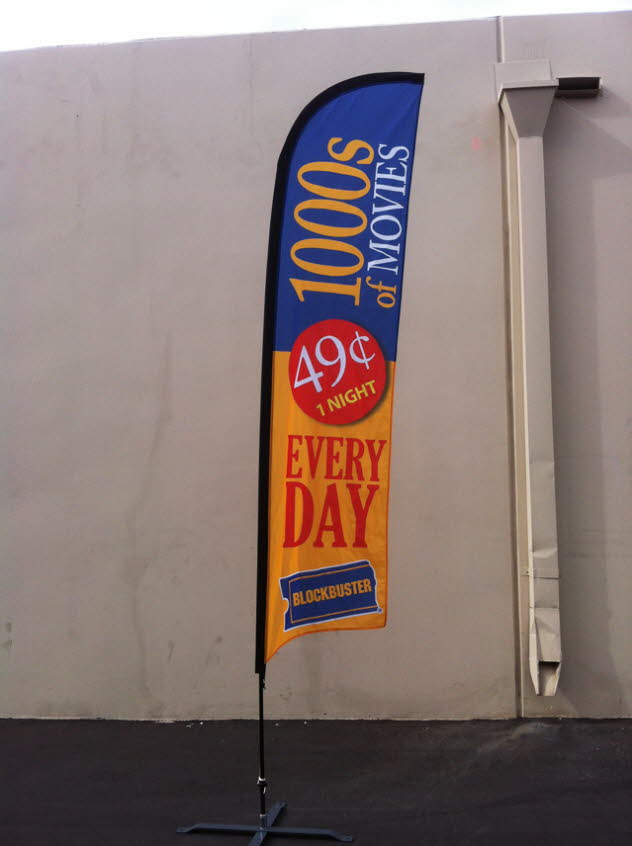 1000s
of MOVIES
49¢
1 NIGHT
EVERY
DAY
BLOCKBUSTER